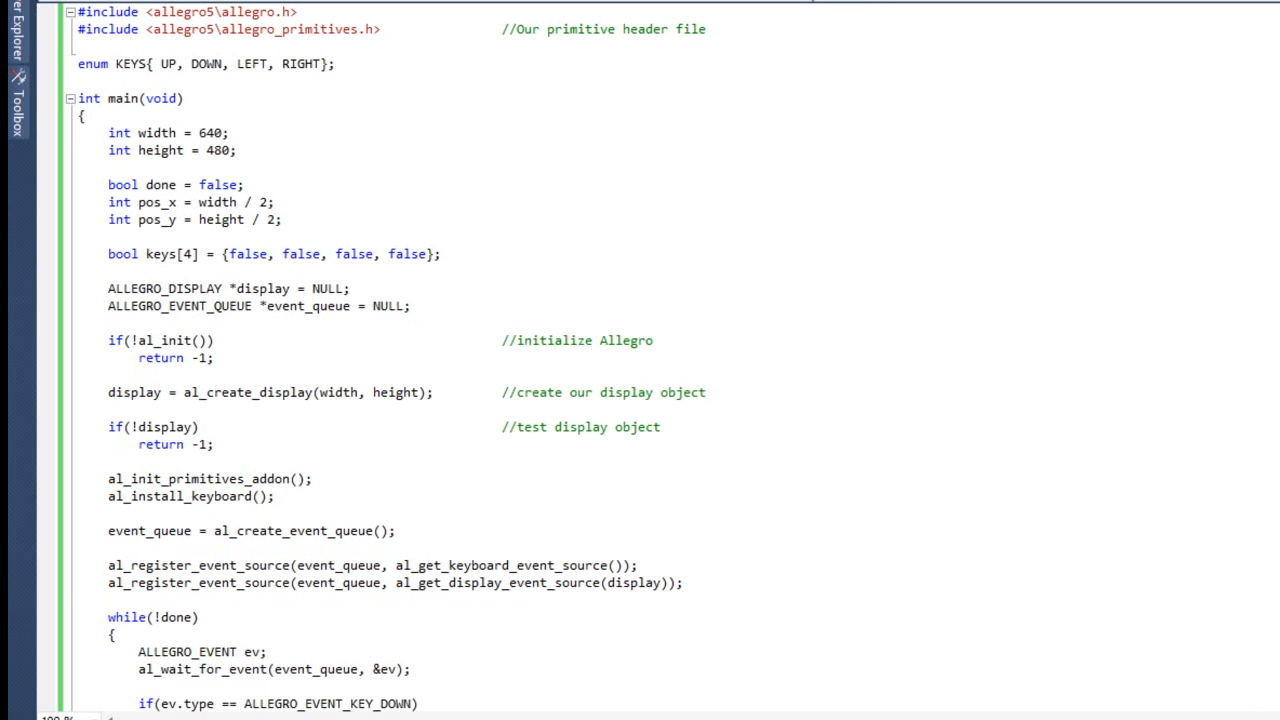 er Explorer
Toolbox
#include <allegro5\allegro.h>
#include <allegro5\allegro_primitives.h> //Our primitive header file
enum KEYS{ UP, DOWN, LEFT, RIGHT};
int main(void)
{
int width = 640;
int height = 480;
bool done = false;
int pos_x = width / 2;
int pos_y = height / 2;
bool keys[4] = {false, false, false, false};
ALLEGRO_DISPLAY *display = NULL;
ALLEGRO_EVENT_QUEUE *event_queue = NULL;
if(!al_init()) //initialize Allegro
return -1;
display = al_create_display(width, height); //create our display object
if(!display) //test display object
return -1;
al_init_primitives_addon();
al_install_keyboard();
event_queue = al_create_event_queue();
al_register_event_source(event_queue, al_get_keyboard_event_source());
al_register_event_source(event_queue, al_get_display_event_source(display));
while(!done)
{
ALLEGRO_EVENT ev;
al_wait_for_event(event_queue, &ev);
if(ev.type == ALLEGRO_EVENT_KEY_DOWN)